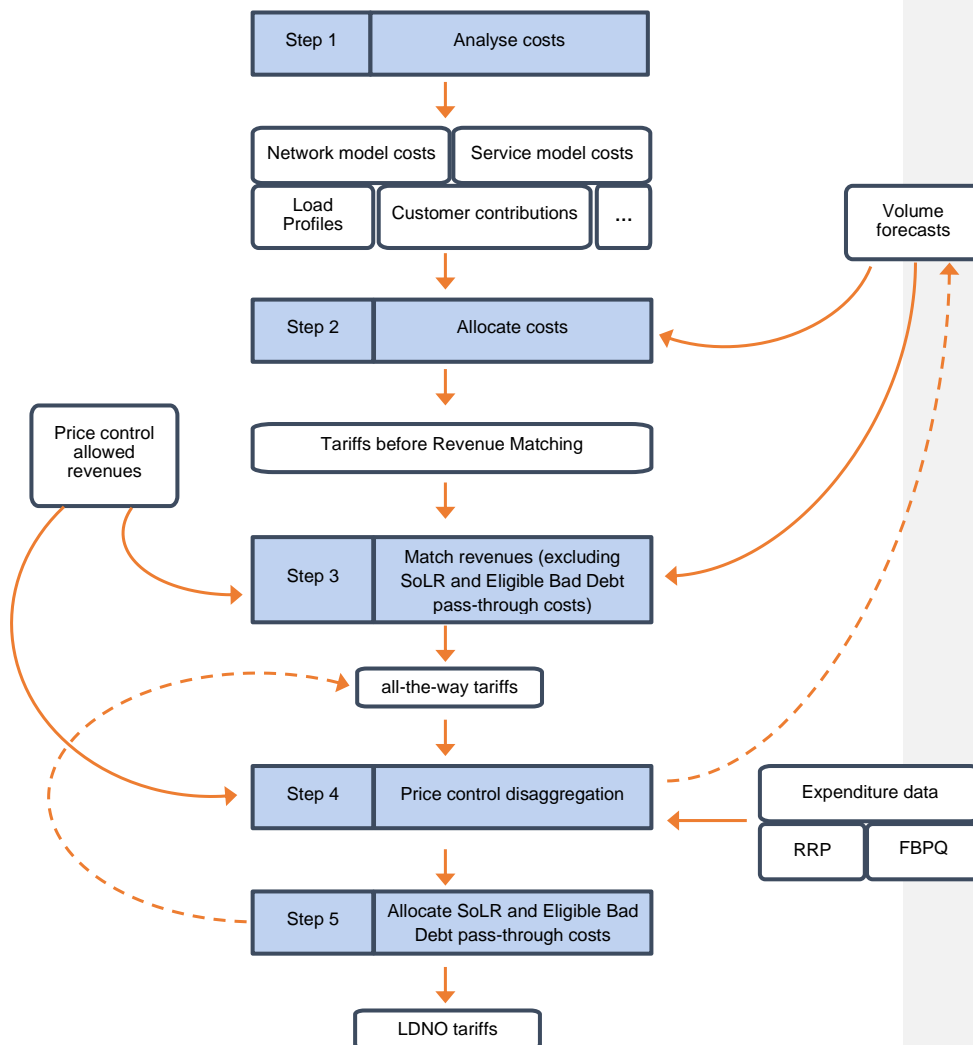 Step 1
Analyse costs
Network model costs
Service model costs
Load
Profiles
Customer contributions
...
Volume
forecasts
Step 2
Allocate costs
Price control
allowed
revenues
Tariffs before Revenue Matching
Step 3
Match revenues (excluding
SoLR and Eligible Bad Debt
pass-through costs)
all-the-way tariffs
Step 4
Price control disaggregation
Expenditure data
RRP
FBPQ
Step 5
Allocate SoLR and Eligible Bad
Debt pass-through costs
LDNO tariffs